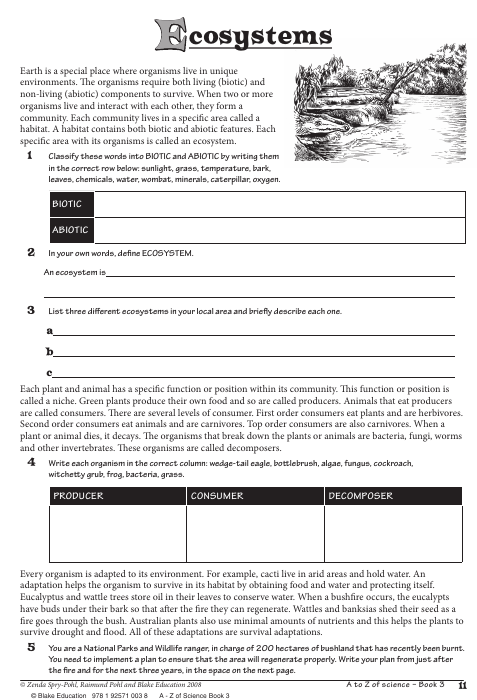 Ecosystems
Earth is a special place where organisms live in unique
environments. The organisms require both living (biotic) and
non-living (abiotic) components to survive. When two or more
organisms live and interact with each other, they form a
community. Each community lives in a specific area called a
habitat. A habitat contains both biotic and abiotic features. Each
specific area with its organisms is called an ecosystem.
1 Classify these words into BIOTIC and ABIOTIC by writing them
in the correct row below: sunlight, grass, temperature, bark,
leaves, chemicals, water, wombat, minerals, caterpillar, oxygen.
BIOTIC
ABIOTIC
2 In your own words, define ECOSYSTEM.
An ecosystem is
3 List three different ecosystems in your local area and briefly describe each one.
a
b
c
Each plant and animal has a specific function or position within its community. This function or position is
called a niche. Green plants produce their own food and so are called producers. Animals that eat producers
are called consumers. There are several levels of consumer. First order consumers eat plants and are herbivores.
Second order consumers eat animals and are carnivores. Top order consumers are also carnivores. When a
plant or animal dies, it decays. The organisms that break down the plants or animals are bacteria, fungi, worms
and other invertebrates. These organisms are called decomposers.
4 Write each organism in the correct column: wedge-tail eagle, bottlebrush, algae, fungus, cockroach,
witchetty grub, frog, bacteria, grass.
PRODUCER CONSUMER DECOMPOSER
Every organism is adapted to its environment. For example, cacti live in arid areas and hold water. An
adaptation helps the organism to survive in its habitat by obtaining food and water and protecting itself.
Eucalyptus and wattle trees store oil in their leaves to conserve water. When a bushfire occurs, the eucalypts
have buds under their bark so that after the fire they can regenerate. Wattles and banksias shed their seed as a
fire goes through the bush. Australian plants also use minimal amounts of nutrients and this helps the plants to
survive drought and flood. All of these adaptations are survival adaptations.
5 You are a National Parks and Wildlife ranger, in charge of 200 hectares of bushland that has recently been burnt.
You need to implement a plan to ensure that the area will regenerate properly. Write your plan from just after
the fire and for the next three years, in the space on the next page.
© Zenda Spry-Pohl, Raimund Pohl and Blake Education 2008 A to Z of science – Book 3 11
© Blake Education 978 1 92571 003 8 A - Z of Science Book 3